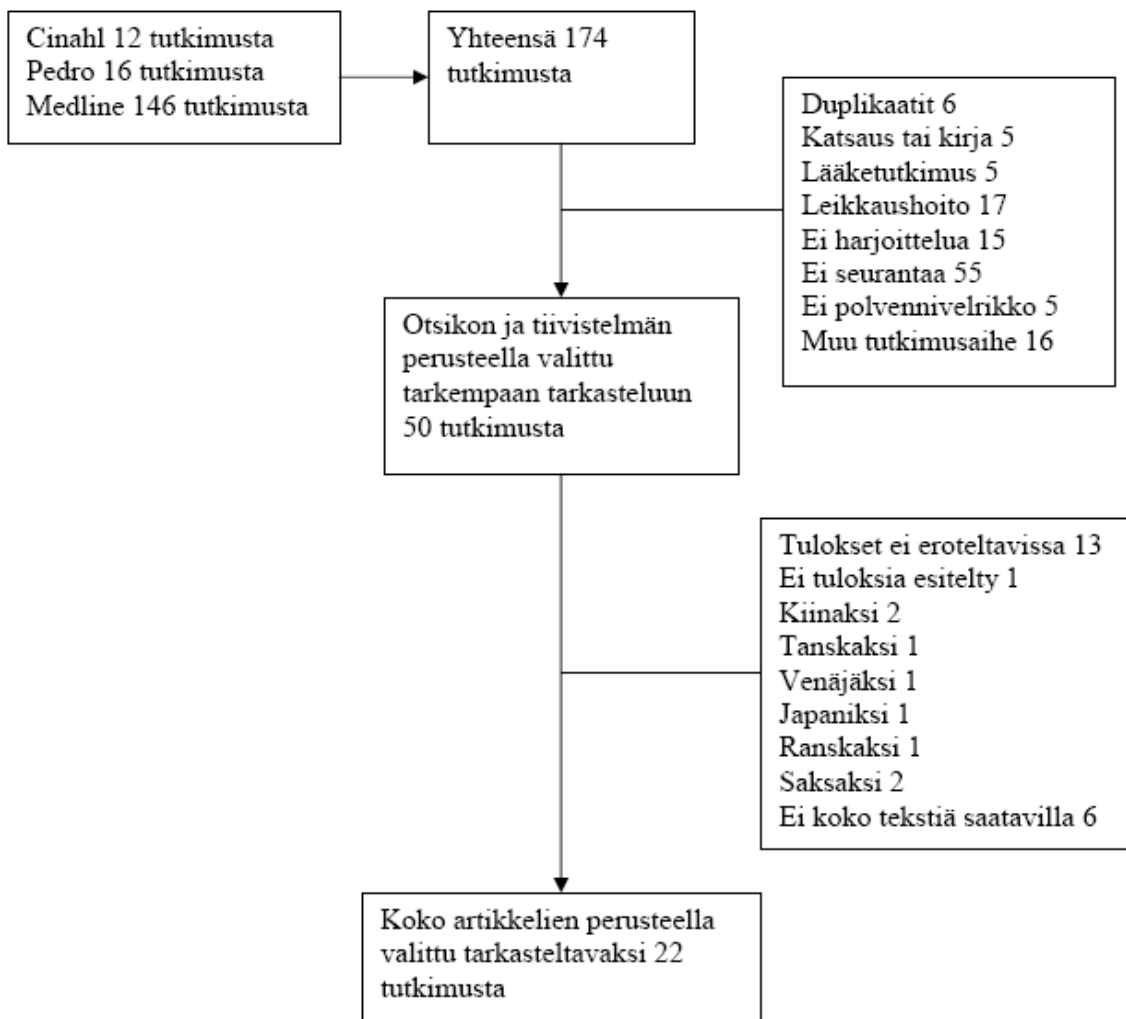 Cinahl 12 tutkimusta
Pedro 16 tutkimusta
Medline 146 tutkimusta
Yhteensä 174
tutkimusta
Duplikaatit 6
Katsaus tai kirja 5
Lääketutkimus 5
Leikkaushoito 17
Ei harjoittelua 15
Ei seurantaa 55
Ei polvennivelrikko 5
Muu tutkimusaihe 16
Otsikon ja tiivistelmän
perusteella valittu
tarkempaan tarkasteluun
50 tutkimusta
Tulokset ei eroteltavissa 13
Ei tuloksia esitelty 1
Kiinaksi 2
Tanskaksi 1
Venäjäksi 1
Japaniksi 1
Ranskaksi 1
Saksaksi 2
Ei koko tekstiä saatavilla 6
Koko artikkelien perusteella
valittu tarkasteltavaksi 22
tutkimusta